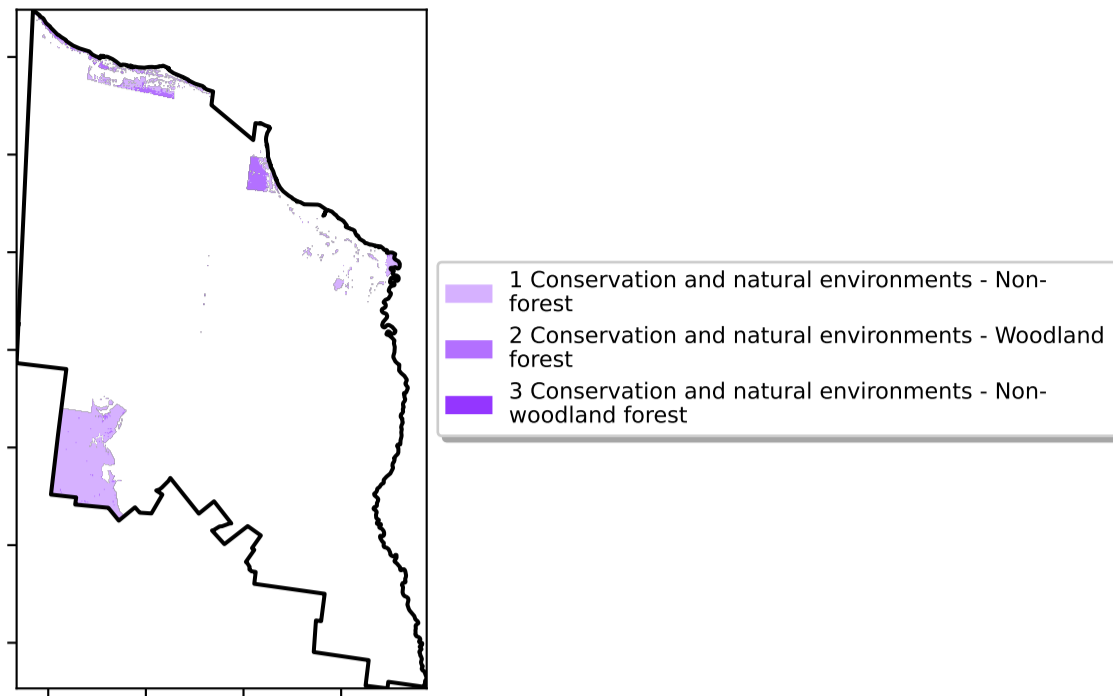 1 Conservation and natural environments - Non-
forest
2 Conservation and natural environments - Woodland
forest
3 Conservation and natural environments - Non-
woodland forest